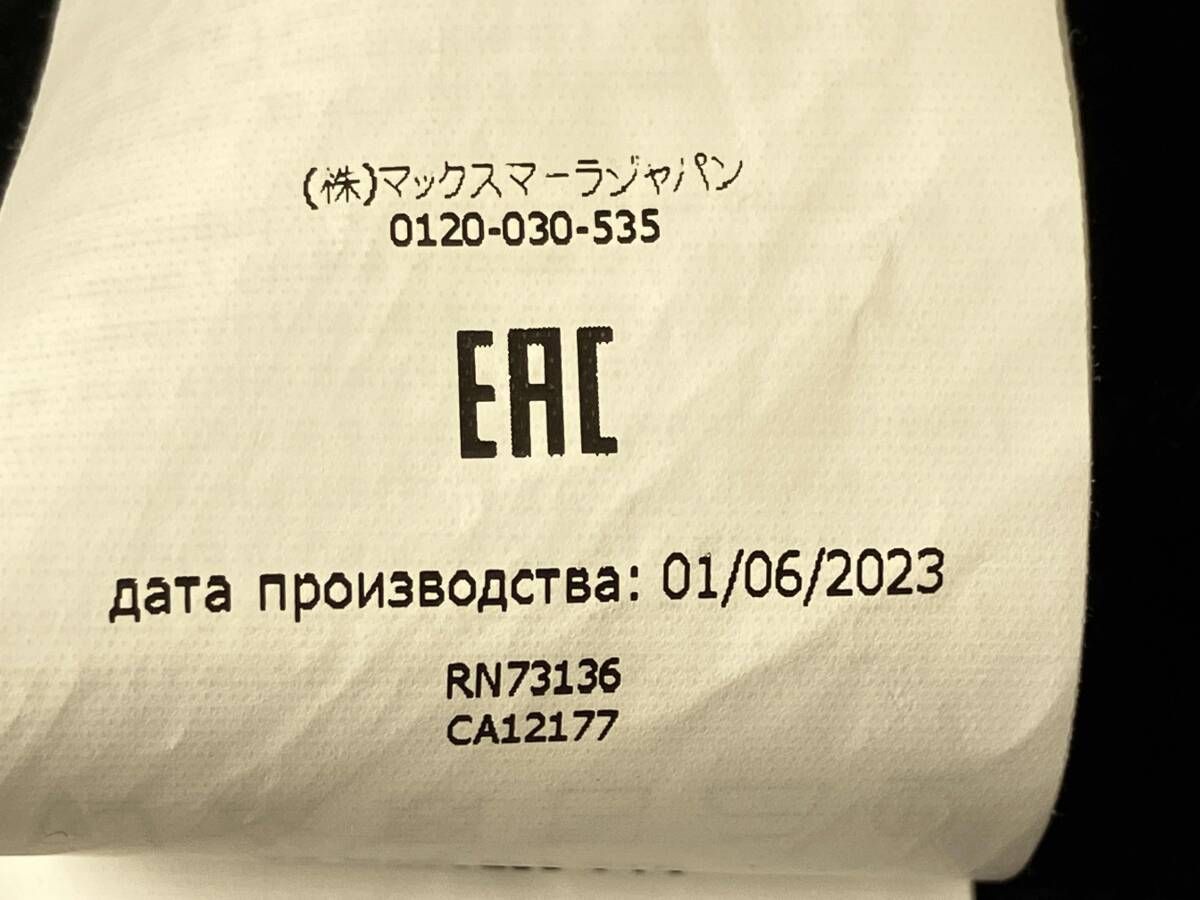 (株)マックスマーラジャパン
0120-030-535
EAC
дата производства: 01/06/2023
RN73136
CA12177